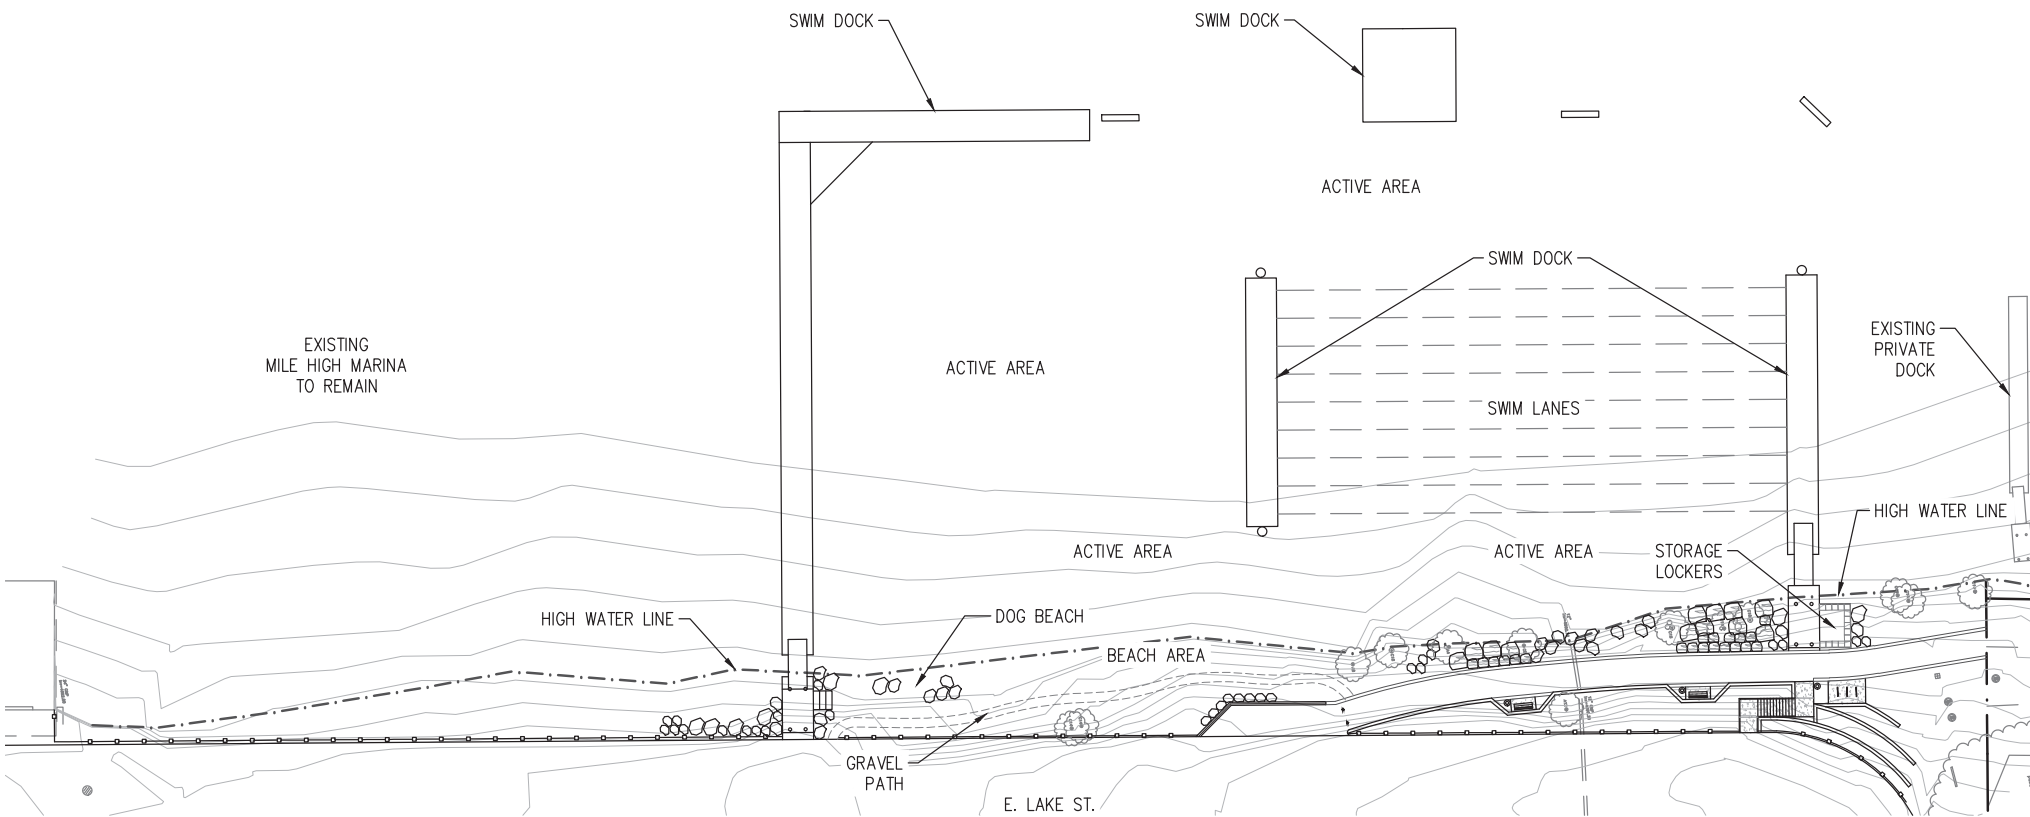 SWIM DOCK
SWIM DOCK
ACTIVE AREA
SWIM DOCK
EXISTING
PRIVATE
DOCK
EXISTING
MILE HIGH MARINA
TO REMAIN
ACTIVE AREA
SWIM LANES
HIGH WATER LINE
ACTIVE AREA
ACTIVE AREA
STORAGE
LOCKERS
HIGH WATER LINE
DOG BEACH
BEACH AREA
GRAVEL
PATH
E. LAKE ST.